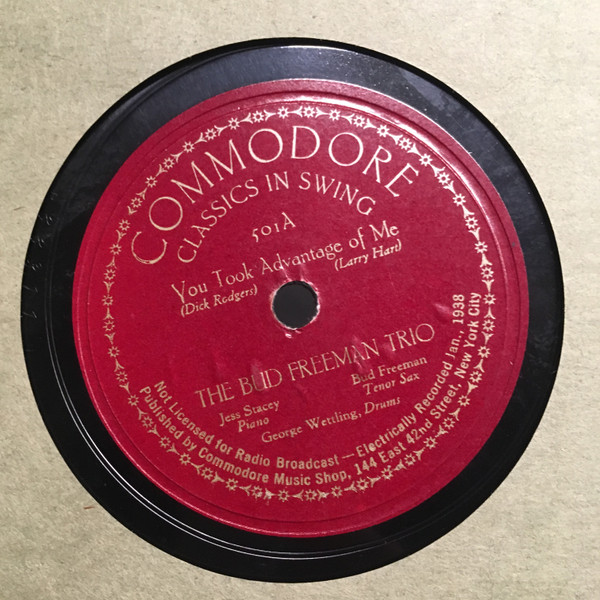 COMMODORE
CLASSICS IN SWING
501A
You Took Advantage of Me
(Dick Rodgers) (Larry Hart)
THE BUD FREEMAN TRIO
Jess Stacey Bud Freeman
Piano Tenor Sax
George Wettling, Drums
Not Licensed for Radio Broadcast—Electrically Recorded Jan., 1938
Published by Commodore Music Shop, 144 East 42nd Street, New York City